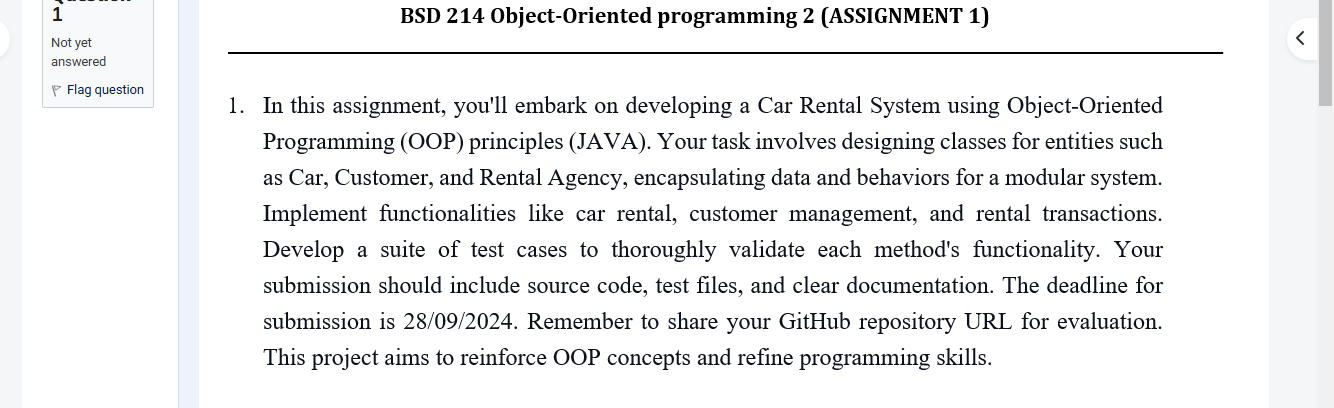 1
Not yet
answered
Flag question
BSD 214 Object-Oriented programming 2 (ASSIGNMENT 1)
1. In this assignment, you'll embark on developing a Car Rental System using Object-Oriented
Programming (OOP) principles (JAVA). Your task involves designing classes for entities such
as Car, Customer, and Rental Agency, encapsulating data and behaviors for a modular system.
Implement functionalities like car rental, customer management, and rental transactions.
Develop a suite of test cases to thoroughly validate each method's functionality. Your
submission should include source code, test files, and clear documentation. The deadline for
submission is 28/09/2024. Remember to share your GitHub repository URL for evaluation.
This project aims to reinforce OOP concepts and refine programming skills.